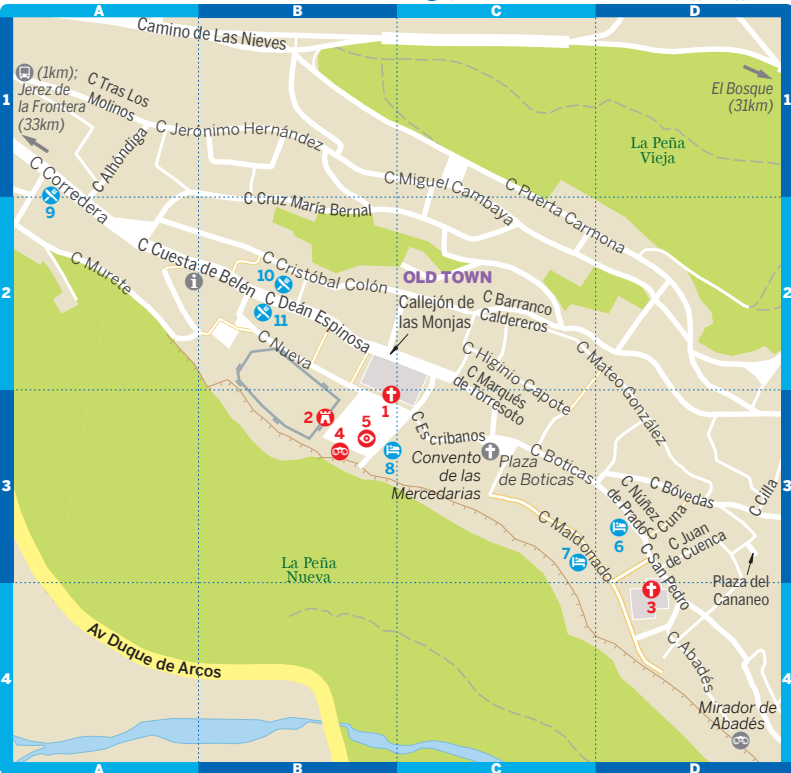 A
B
C
D
Camino de Las Nieves
1
(1km);
Jerez de
la Frontera
(33km)
C Tras Los
Molinos
C Jerónimo Hernández
C Alhóndiga
El Bosque
(31km)
1
La Peña
Vieja
C Corredera
9
C Miguel Cambaya
C Puerta Carmona
C Cruz María Bernal
C Murete
C Cuesta de Belén
i
10
C Cristóbal Colón
OLD TOWN
2
2
11
C Deán Espinosa
Callejón de
las Monjas
C Barranco
Caldereros
C Nueva
C Higinio Capote
C Marqués
de Torresoto
C Mateo González
1
2
5
4
8
C Escribanos
Convento
de las
Mercedarias
Plaza
de Boticas
C Boticas
3
3
C Bóvedas
C Núñez
de Prado
C Cuna
C Cilla
C Juan
de Cuenca
6
C Maldonado
7
C San Pedro
La Peña
Nueva
Plaza del
Cananeo
3
Av Duque de Arcos
C Abadés
4
4
Mirador de
Abadés
A
B
C
D